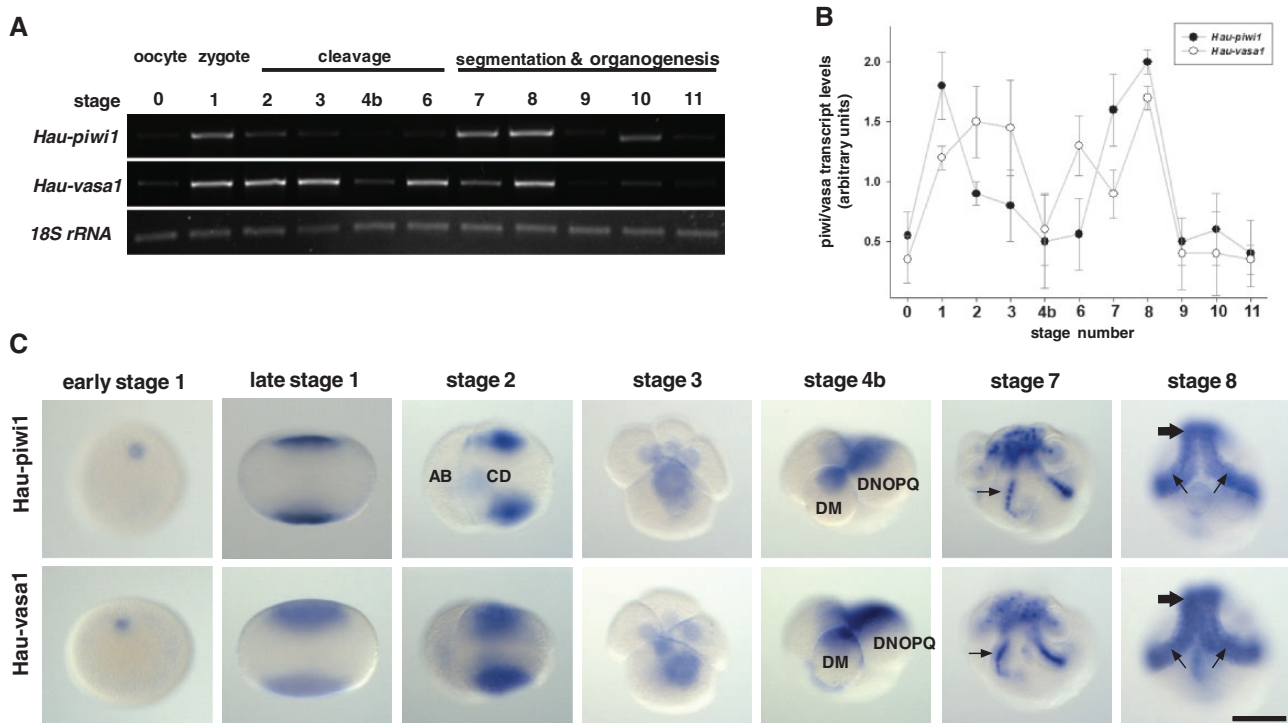 A
oocyte zygote cleavage segmentation & organogenesis
stage 0 1 2 3 4b 6 7 8 9 10 11
Hau-piwi1
Hau-vasa1
18S rRNA
B
Hau-piwi1
Hau-vasa1
piwi/vasa transcript levels
(arbitrary units)
2.0
1.5
1.0
0.5
0 1 2 3 4b 6 7 8 9 10 11
stage number
C
early stage 1 late stage 1 stage 2 stage 3 stage 4b stage 7 stage 8
Hau-piwi1
AB CD
DM DNOPQ
Hau-vasa1
DM DNOPQ